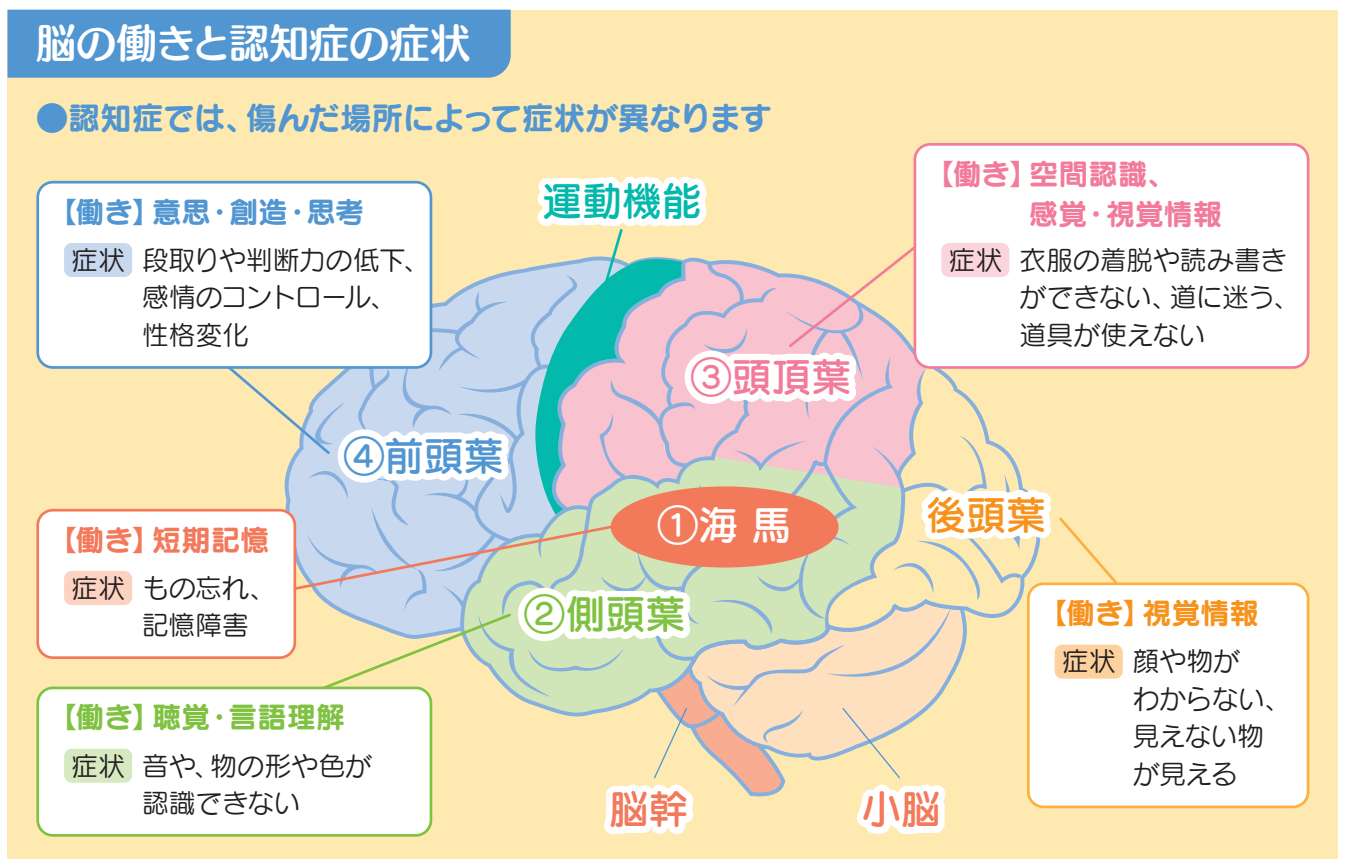 脳の働きと認知症の症状
●認知症では、傷んだ場所によって症状が異なります
【働き】意思・創造・思考
症状 段取りや判断力の低下、
感情のコントロール、
性格変化
運動機能
【働き】空間認識、
感覚・視覚情報
症状 衣服の着脱や読み書き
ができない、道に迷う、
道具が使えない
③頭頂葉
④前頭葉
【働き】短期記憶
症状 もの忘れ、
記憶障害
①海馬
後頭葉
②側頭葉
【働き】視覚情報
症状 顔や物が
わからない、
見えない物
が見える
【働き】聴覚・言語理解
症状 音や、物の形や色が
認識できない
脳幹
小脳